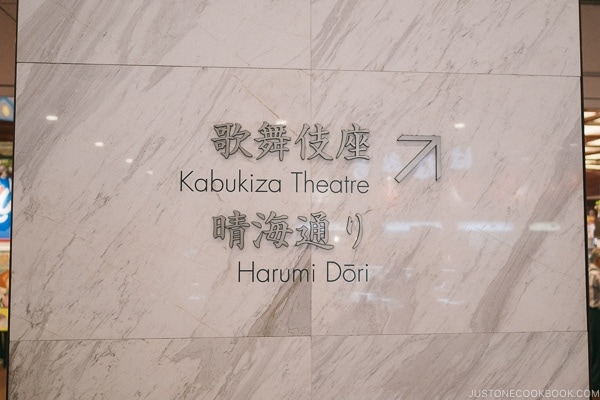 歌舞伎座
Kabukiza Theatre
晴海通り
Harumi Dōri
JUSTONECOOKBOOK.COM